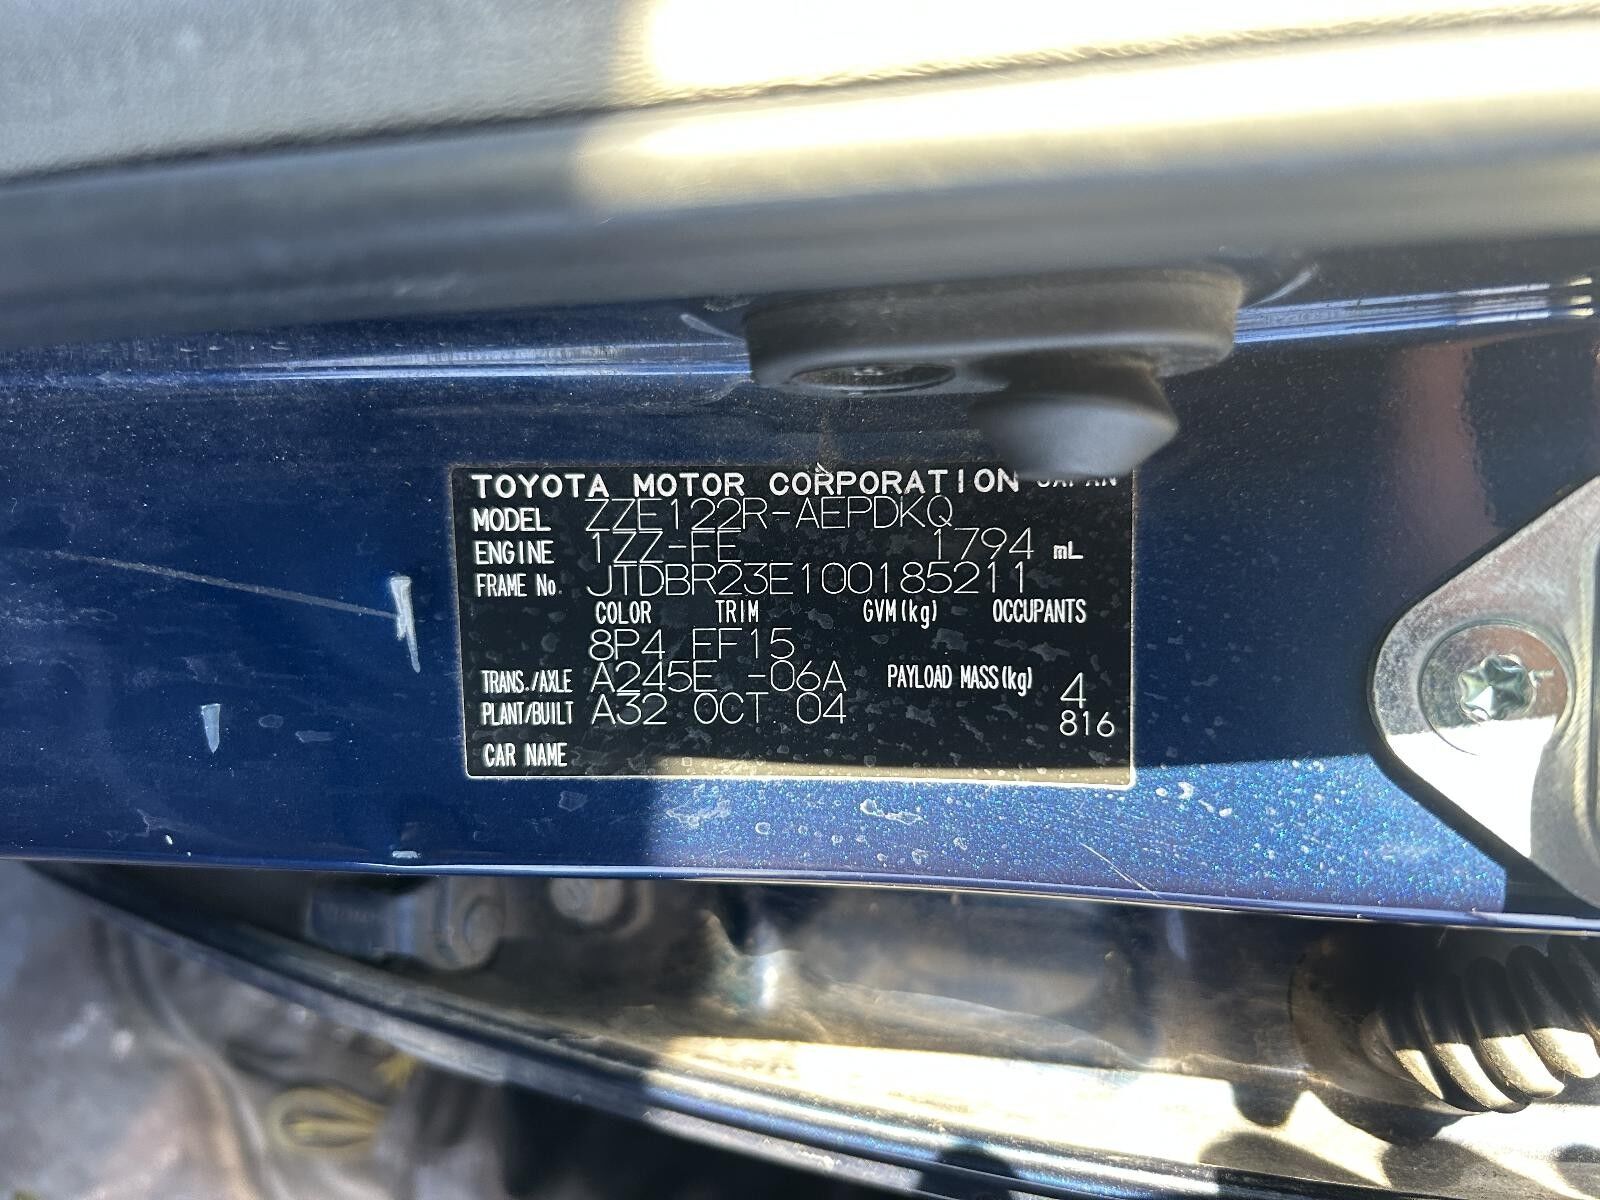 TOYOTA MOTOR CORPORATION JAPAN
MODEL ZZE122R-AEPDKQ
ENGINE 1ZZ-FE 1794 mL
FRAME No. JTDBR23E100185211
COLOR TRIM GVM(kg) OCCUPANTS
8P4 FF15
TRANS./AXLE A245E -06A PAYLOAD MASS(kg) 4
PLANT/BUILT A32 OCT 04 816
CAR NAME